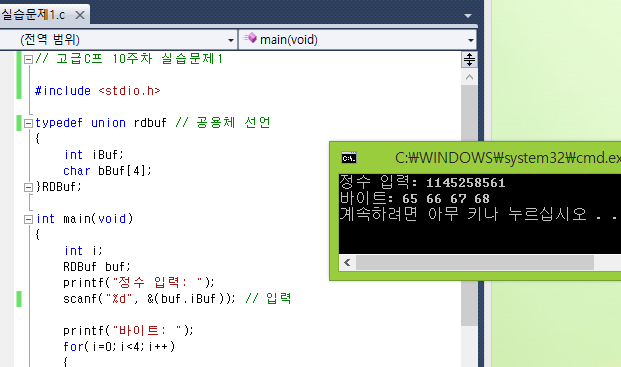 실습문제1.c
(전역 범위)
main(void)
// 고급C프 10주차 실습문제1
#include <stdio.h>
typedef union rdbuf // 공용체 선언
{
int iBuf;
char bBuf[4];
}RDBuf;
int main(void)
{
int i;
RDBuf buf;
printf("정수 입력: ");
scanf("%d", &(buf.iBuf)); // 입력
printf("바이트: ");
for(i=0;i<4;i++)
{
C:₩WINDOWS₩system32₩cmd.ex
정수 입력: 1145258561
바이트: 65 66 67 68
계속하려면 아무 키나 누르십시오 . .